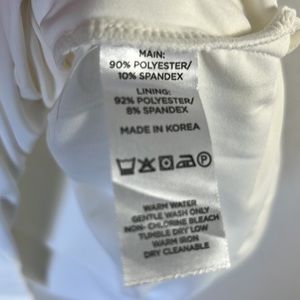 MAIN:
90% POLYESTER/
10% SPANDEX
LINING:
92% POLYESTER/
8% SPANDEX
MADE IN KOREA
WARM WATER
GENTLE WASH ONLY
NON-CHLORINE BLEACH
TUMBLE DRY LOW
WARM IRON
DRY CLEANABLE